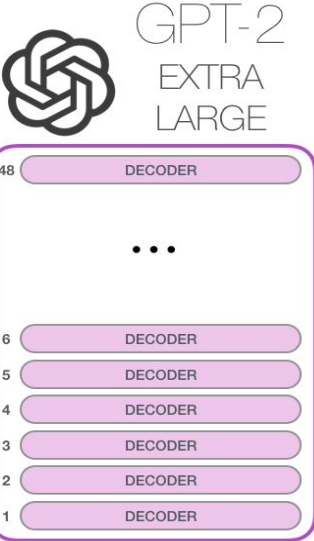 GPT-2
EXTRA
LARGE
48 DECODER
...
6 DECODER
5 DECODER
4 DECODER
3 DECODER
2 DECODER
1 DECODER